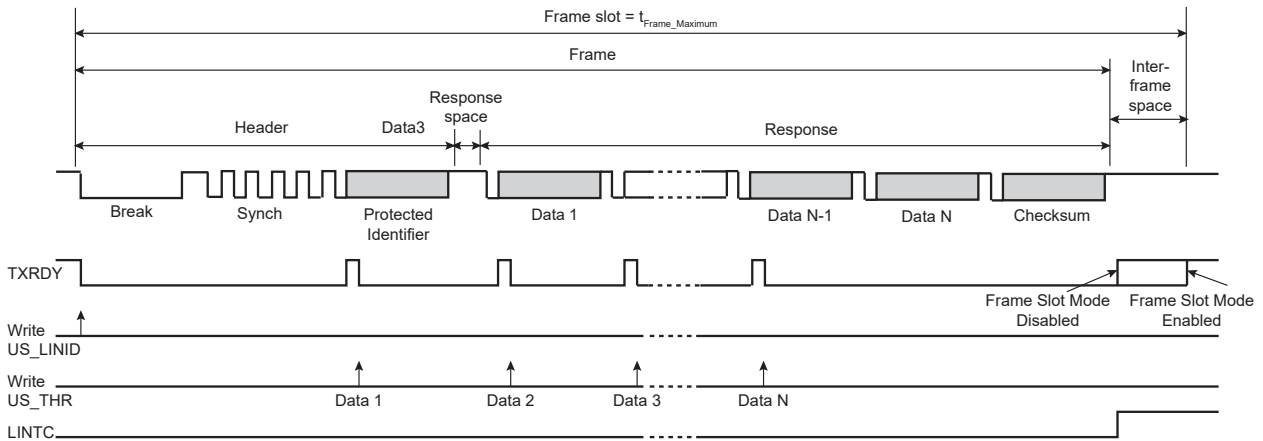 Frame slot = tFrame_Maximum
Frame
Inter-
frame
space
Response
space
Header
Data3
Response
Break
Synch
Protected
Identifier
Data 1
Data N-1
Data N
Checksum
TXRDY
Frame Slot Mode
Disabled
Frame Slot Mode
Enabled
Write
US_LINID
Write
US_THR
Data 1
Data 2
Data 3
Data N
LINTC